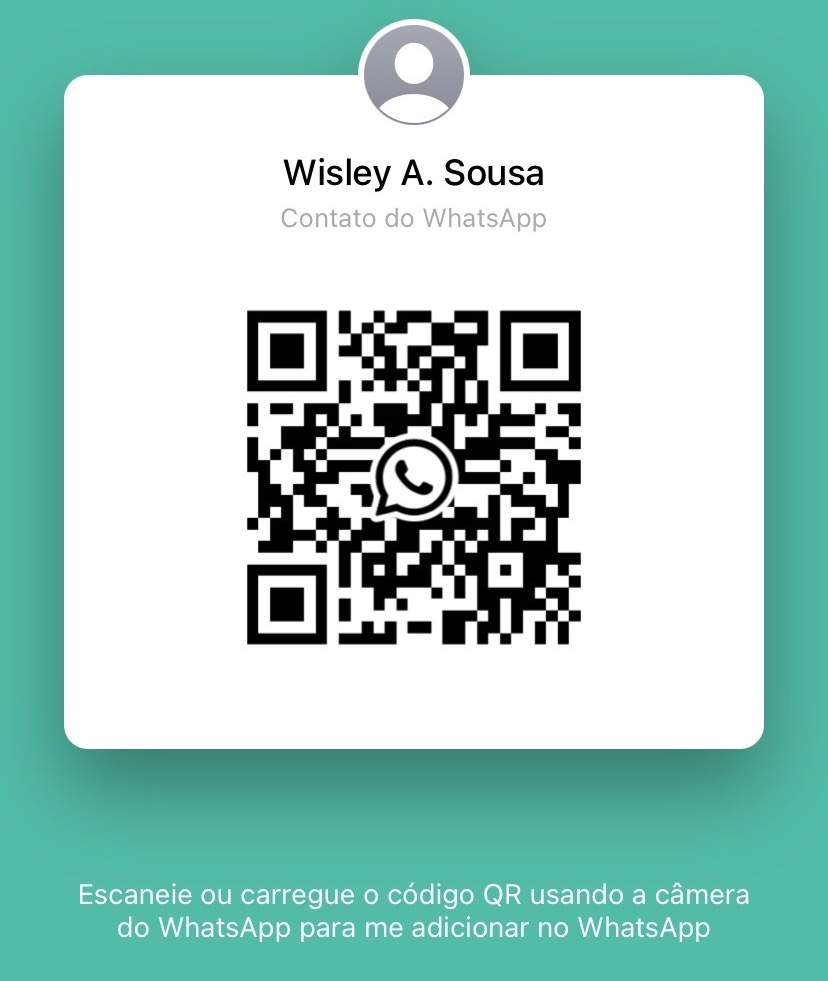 Wisley A. Sousa
Contato do WhatsApp
Escaneie ou carregue o código QR usando a câmera
do WhatsApp para me adicionar no WhatsApp